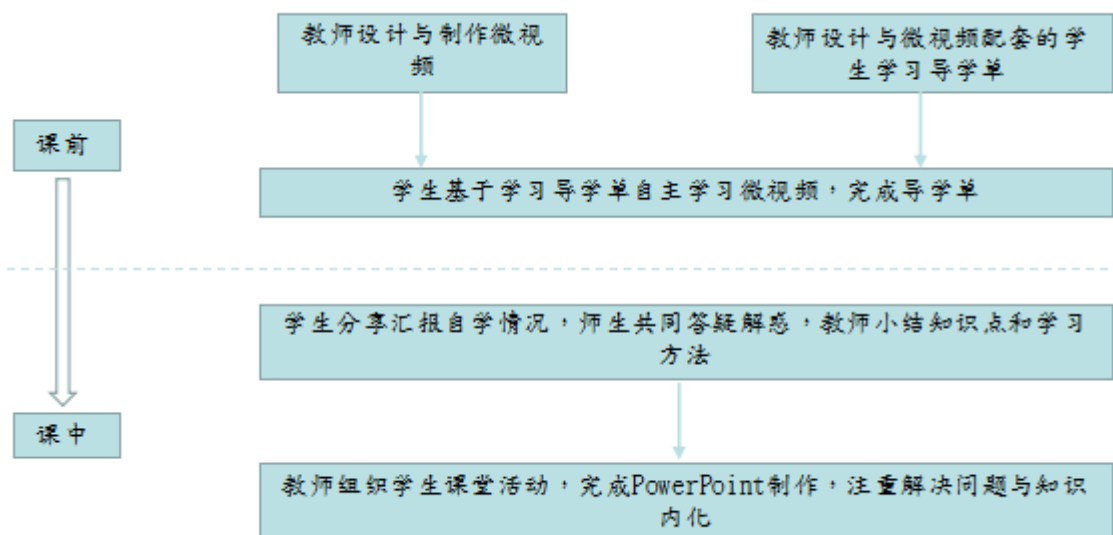 教师设计与制作微视
频
教师设计与微视频配套的学
生学习导学单
课前
学生基于学习导学单自主学习微视频，完成导学单
学生分享汇报自学情况，师生共同答疑解惑，教师小结知识点和学习
方法
课中
教师组织学生课堂活动，完成PowerPoint制作，注重解决问题与知识
内化